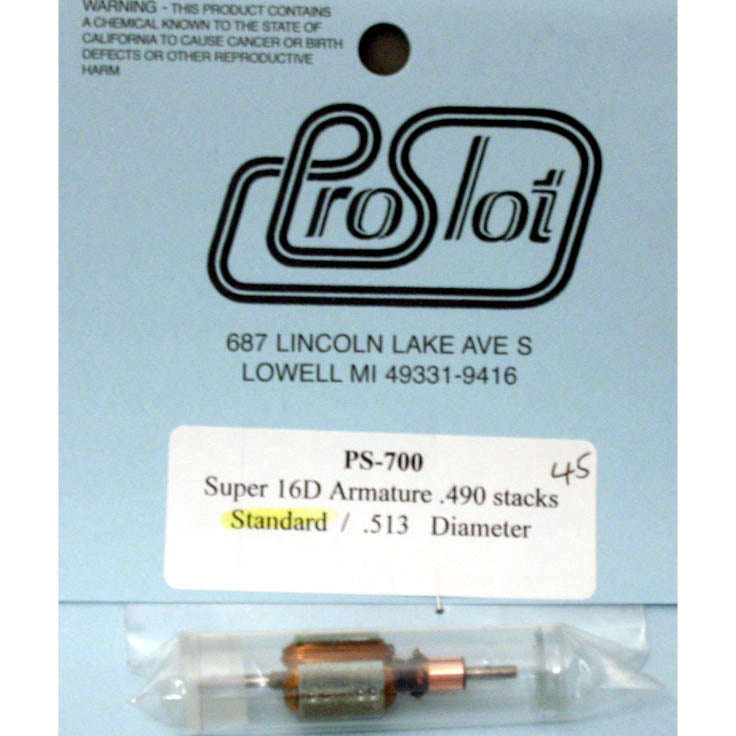 WARNING - THIS PRODUCT CONTAINS
A CHEMICAL KNOWN TO THE STATE OF
CALIFORNIA TO CAUSE CANCER OR BIRTH
DEFECTS OR OTHER REPRODUCTIVE
HARM
ProSlot
687 LINCOLN LAKE AVE S
LOWELL MI 49331-9416
PS-700 45
Super 16D Armature .490 stacks
Standard / .513 Diameter